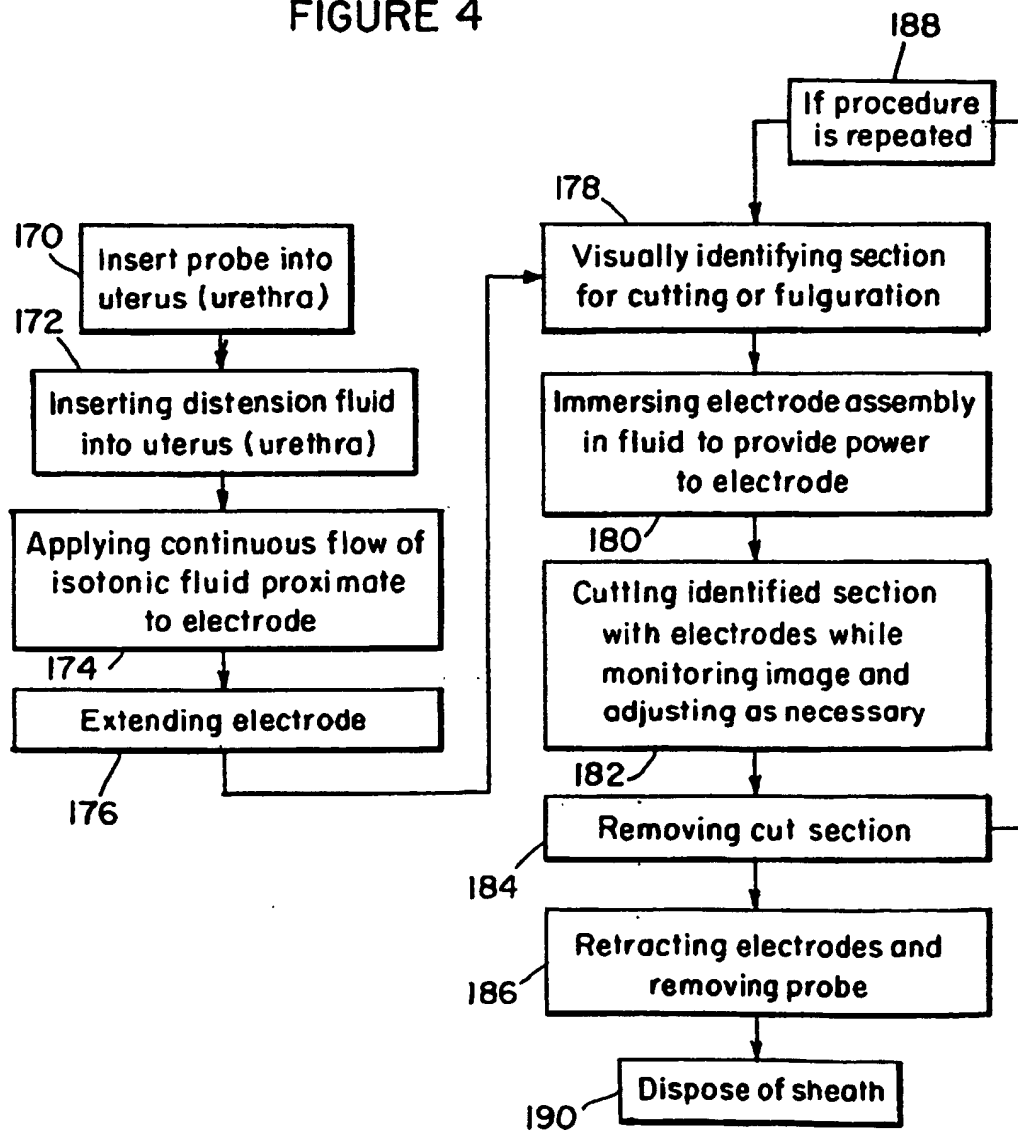 FIGURE 4
170
Insert probe into
uterus (urethra)
172
Inserting distension fluid
into uterus (urethra)
Applying continuous flow of
isotonic fluid proximate
to electrode
174
Extending electrode
176
188
If procedure
is repeated
178
Visually identifying section
for cutting or fulguration
Immersing electrode assembly
in fluid to provide power
to electrode
180
Cutting identified section
with electrodes while
monitoring image and
adjusting as necessary
182
Removing cut section
184
Retracting electrodes and
removing probe
186
Dispose of sheath
190